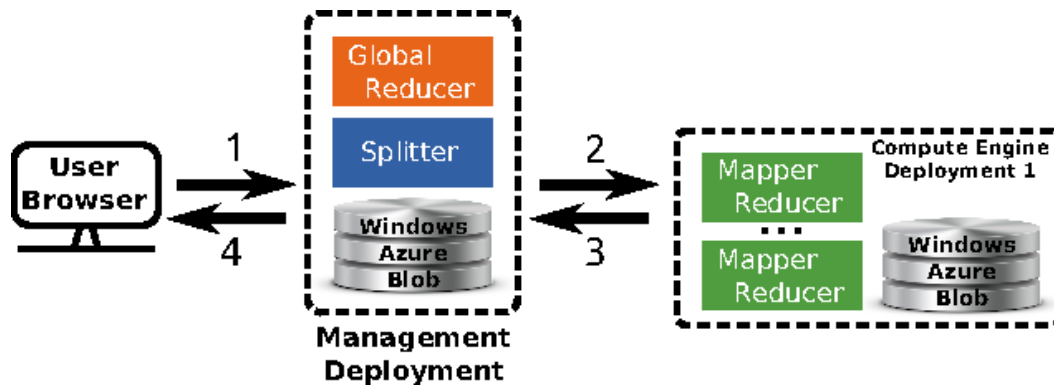 User
Browser
1
4
Global
Reducer
Splitter
Windows
Azure
Blob
Management
Deployment
2
3
Compute Engine
Deployment 1
Mapper
Reducer
...
Mapper
Reducer
Windows
Azure
Blob